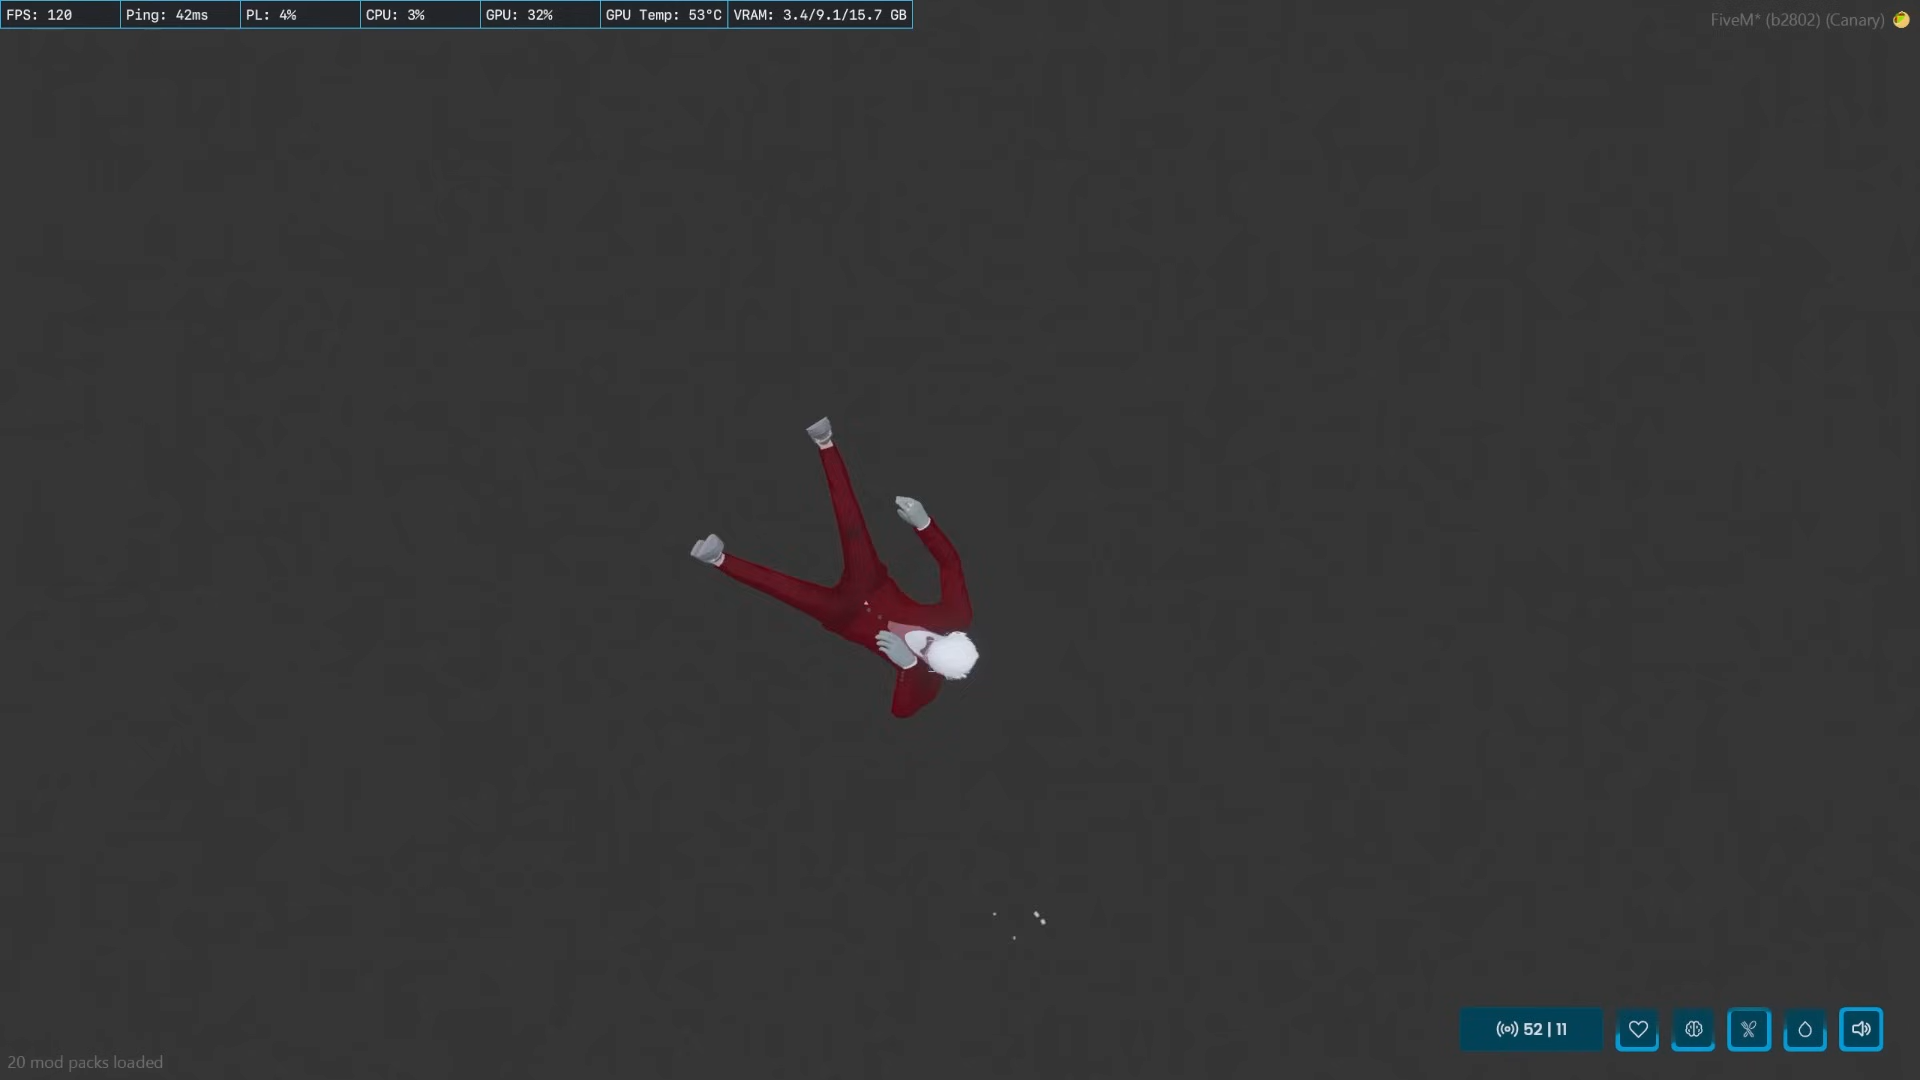 FPS: 120 Ping: 42ms PL: 4% CPU: 3% GPU: 32% GPU Temp: 53°C VRAM: 3.4/9.1/15.7 GB
FiveM* (b2802) (Canary)
52 | 11
20 mod packs loaded